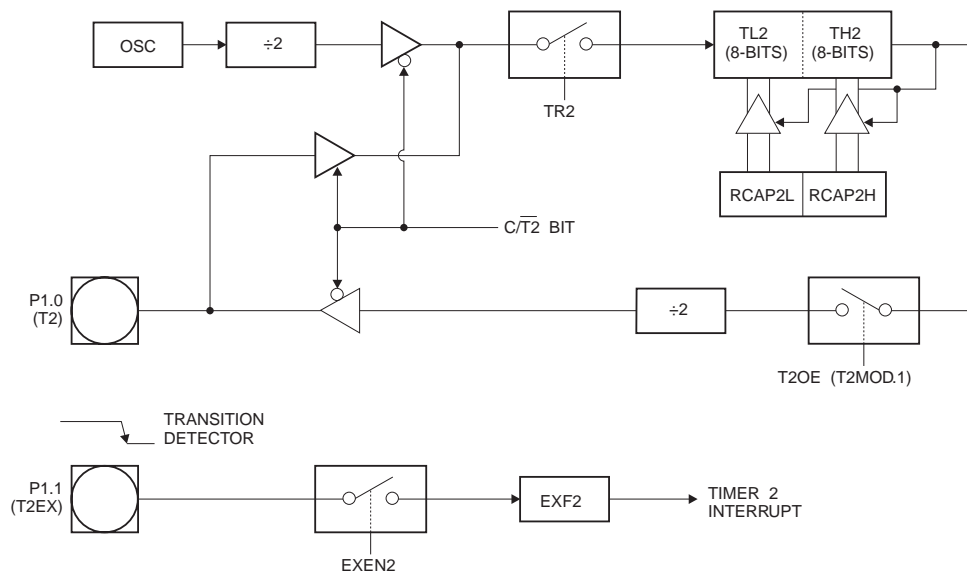 OSC
÷2
TR2
TL2
(8-BITS)
TH2
(8-BITS)
RCAP2L
RCAP2H
C/T2 BIT
P1.0
(T2)
÷2
T2OE (T2MOD.1)
TRANSITION
DETECTOR
P1.1
(T2EX)
EXEN2
EXF2
TIMER 2
INTERRUPT